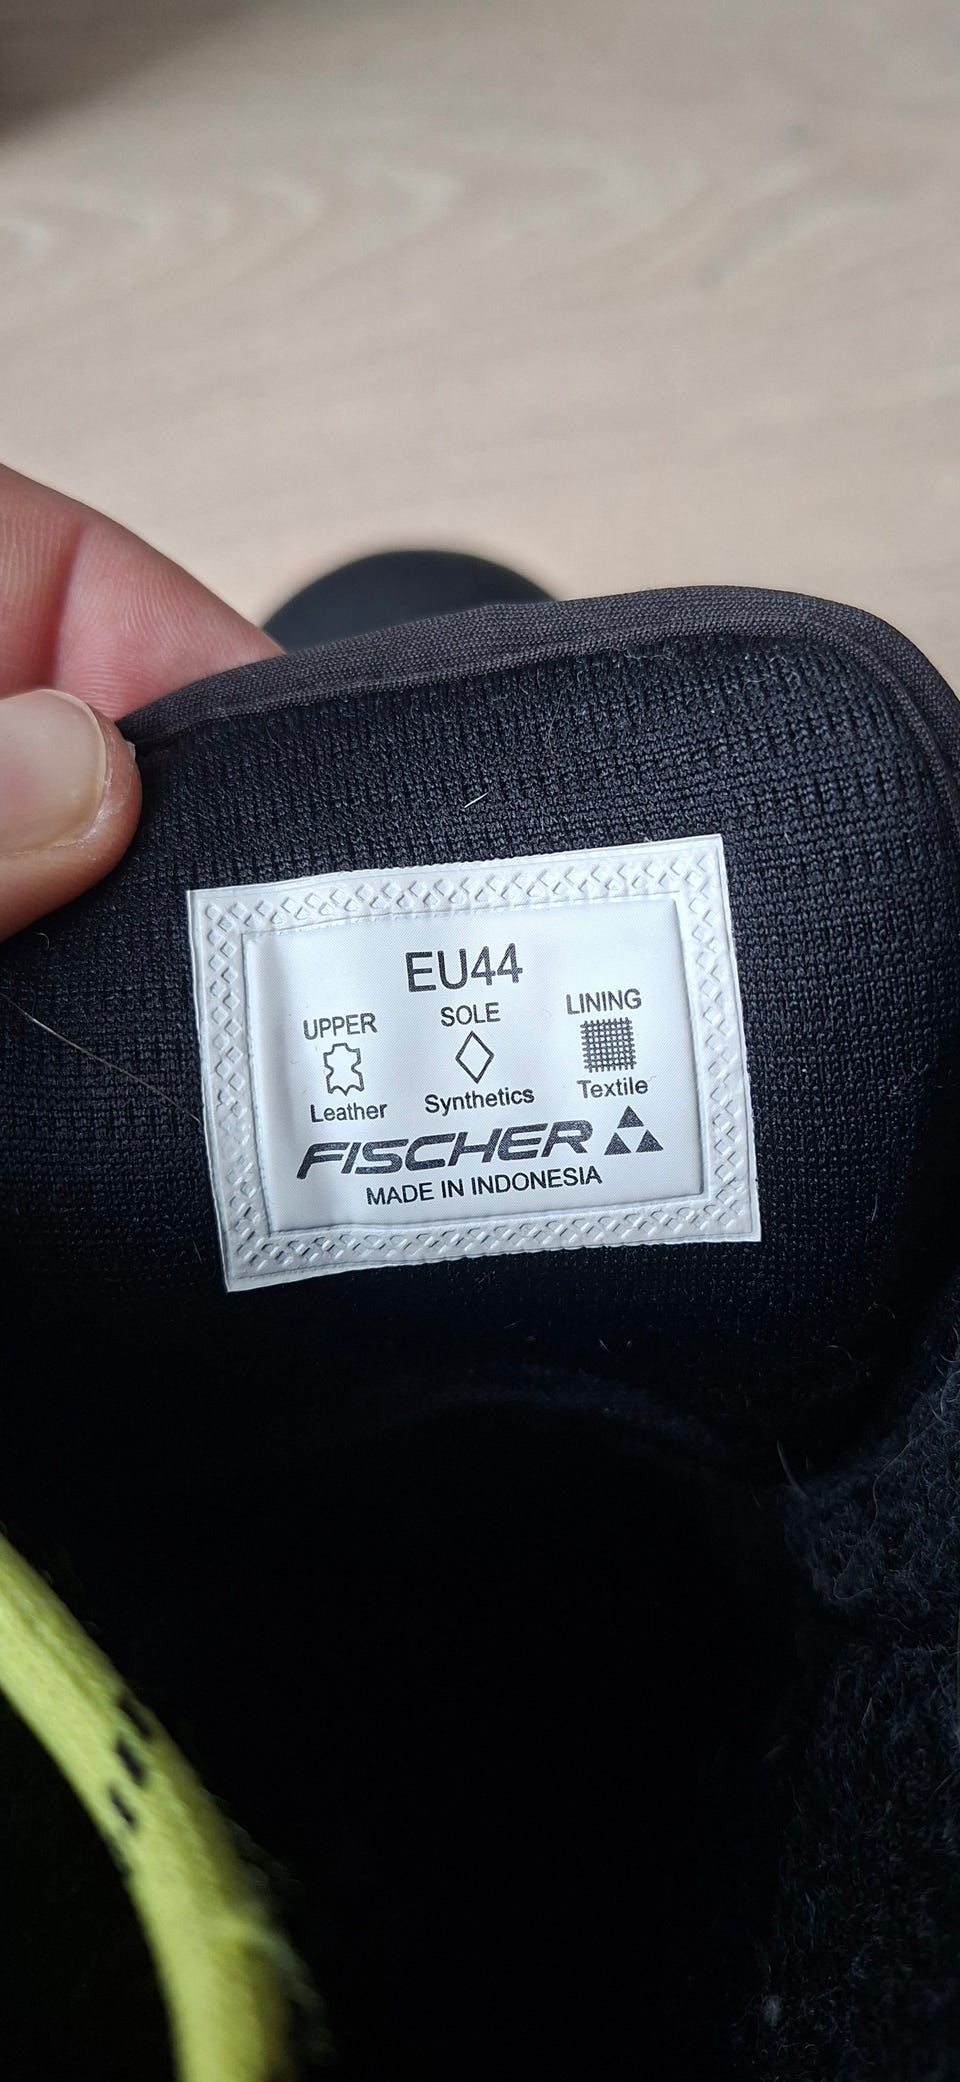 EU44
UPPER SOLE LINING
Leather Synthetics Textile
FISCHER
MADE IN INDONESIA